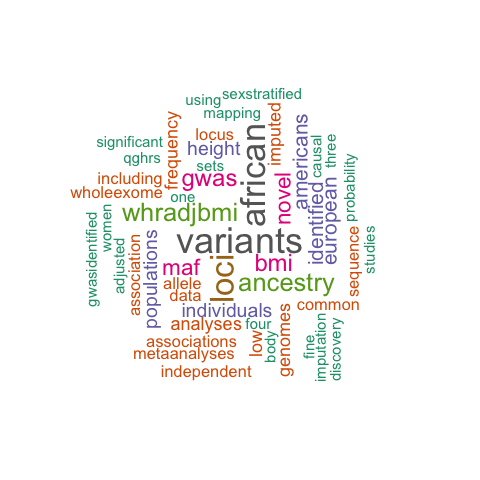 using
sexstratified
mapping
significant
qghrs
frequency
locus
height
african
imputed
americans
causal
three
including
wholeexome
sets
gwas
one
novel
identified
european
probability
whradjbmi
variants
gwasidentified
women
adjusted
association
populations
maf
loci
bmi
ancestry
sequence
studies
allele
data
individuals
common
analyses
four
associations
metaanalyses
low
body
genomes
fine
imputation
discovery
independent